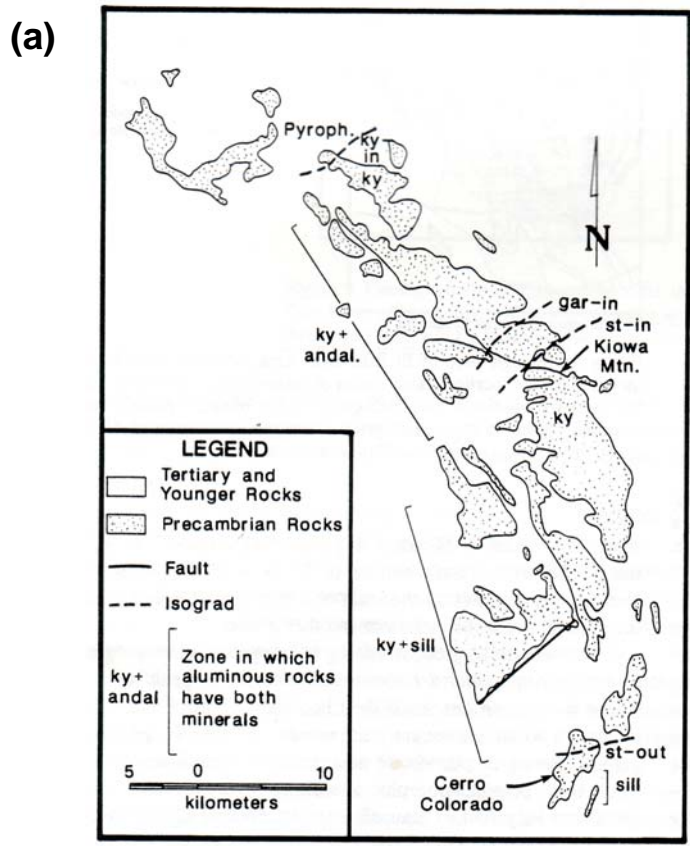 (a)
Pyroph.
ky
in
ky
N
gar-in
st-in
Kiowa
Mtn.
ky+
andal.
ky
LEGEND
Tertiary and
Younger Rocks
Precambrian Rocks
Fault
Isograd
ky+
andal
Zone in which
aluminous rocks
have both
minerals
5 0 10
kilometers
ky+sill
st-out
Cerro
Colorado
sill